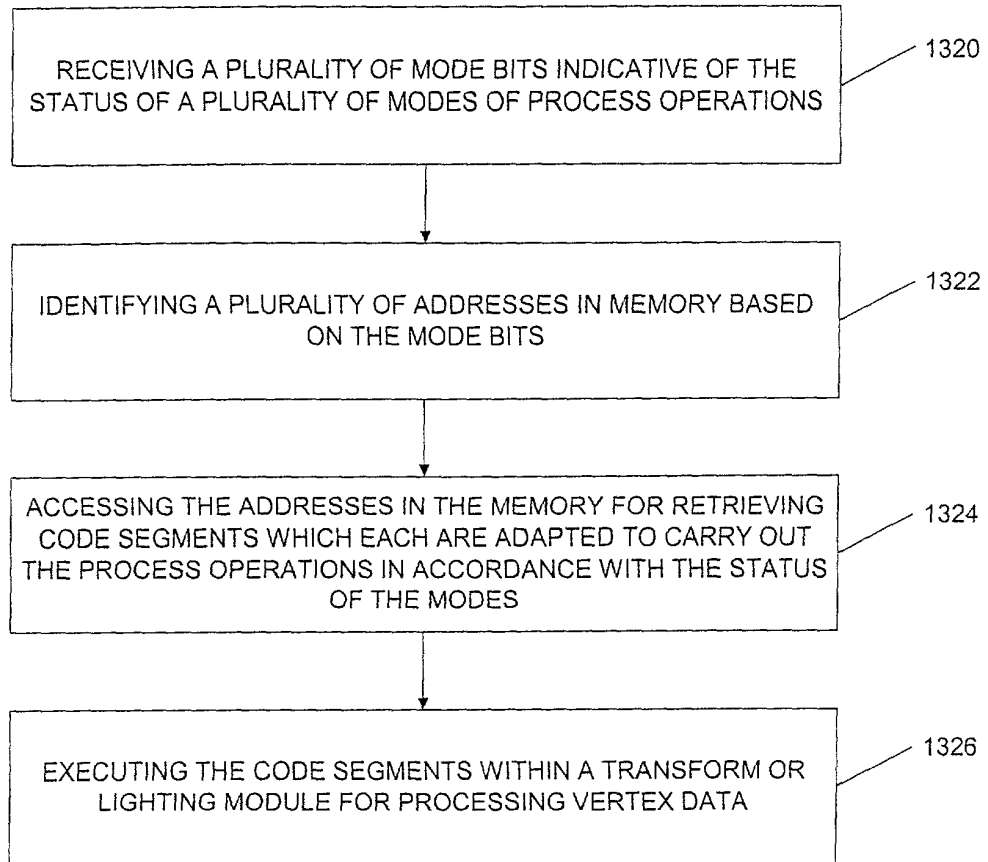 RECEIVING A PLURALITY OF MODE BITS INDICATIVE OF THE
STATUS OF A PLURALITY OF MODES OF PROCESS OPERATIONS
1320
IDENTIFYING A PLURALITY OF ADDRESSES IN MEMORY BASED
ON THE MODE BITS
1322
ACCESSING THE ADDRESSES IN THE MEMORY FOR RETRIEVING
CODE SEGMENTS WHICH EACH ARE ADAPTED TO CARRY OUT
THE PROCESS OPERATIONS IN ACCORDANCE WITH THE STATUS
OF THE MODES
1324
EXECUTING THE CODE SEGMENTS WITHIN A TRANSFORM OR
LIGHTING MODULE FOR PROCESSING VERTEX DATA
1326